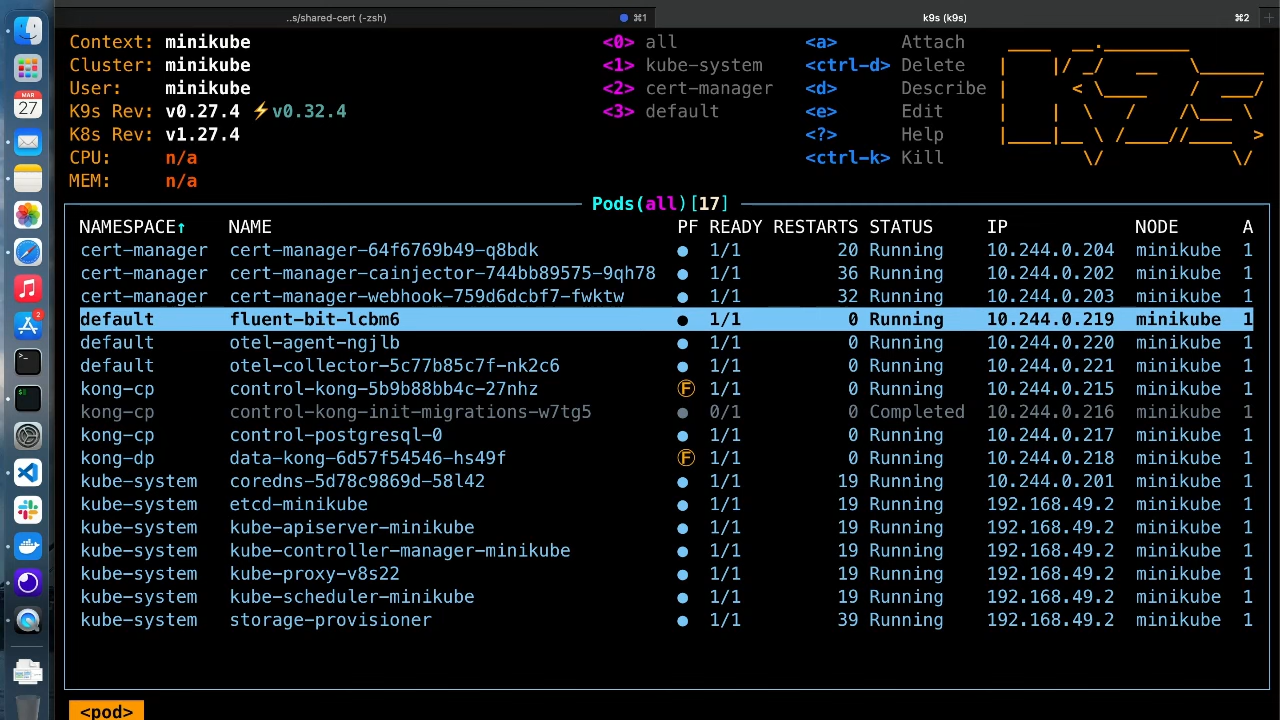 ..s/shared-cert (-zsh) ⌘1 k9s (k9s) ⌘2
Context: minikube <0> all <a> Attach
Cluster: minikube <1> kube-system <ctrl-d> Delete
User: minikube <2> cert-manager <d> Describe
K9s Rev: v0.27.4 ⚡v0.32.4 <3> default <e> Edit
K8s Rev: v1.27.4 <?> Help
CPU: n/a <ctrl-k> Kill
MEM: n/a
MAR
27
2
Pods(all)[17]
NAMESPACE↑ NAME PF READY RESTARTS STATUS IP NODE A
cert-manager cert-manager-64f6769b49-q8bdk ● 1/1 20 Running 10.244.0.204 minikube 1
cert-manager cert-manager-cainjector-744bb89575-9qh78 ● 1/1 36 Running 10.244.0.202 minikube 1
cert-manager cert-manager-webhook-759d6dcbf7-fwktw ● 1/1 32 Running 10.244.0.203 minikube 1
default fluent-bit-lcbm6 ● 1/1 0 Running 10.244.0.219 minikube 1
default otel-agent-ngjlb ● 1/1 0 Running 10.244.0.220 minikube 1
default otel-collector-5c77b85c7f-nk2c6 ● 1/1 0 Running 10.244.0.221 minikube 1
kong-cp control-kong-5b9b88bb4c-27nhz Ⓕ 1/1 0 Running 10.244.0.215 minikube 1
kong-cp control-kong-init-migrations-w7tg5 ● 0/1 0 Completed 10.244.0.216 minikube 1
kong-cp control-postgresql-0 ● 1/1 0 Running 10.244.0.217 minikube 1
kong-dp data-kong-6d57f54546-hs49f Ⓕ 1/1 0 Running 10.244.0.218 minikube 1
kube-system coredns-5d78c9869d-58l42 ● 1/1 19 Running 10.244.0.201 minikube 1
kube-system etcd-minikube ● 1/1 19 Running 192.168.49.2 minikube 1
kube-system kube-apiserver-minikube ● 1/1 19 Running 192.168.49.2 minikube 1
kube-system kube-controller-manager-minikube ● 1/1 19 Running 192.168.49.2 minikube 1
kube-system kube-proxy-v8s22 ● 1/1 19 Running 192.168.49.2 minikube 1
kube-system kube-scheduler-minikube ● 1/1 19 Running 192.168.49.2 minikube 1
kube-system storage-provisioner ● 1/1 39 Running 192.168.49.2 minikube 1
<pod>